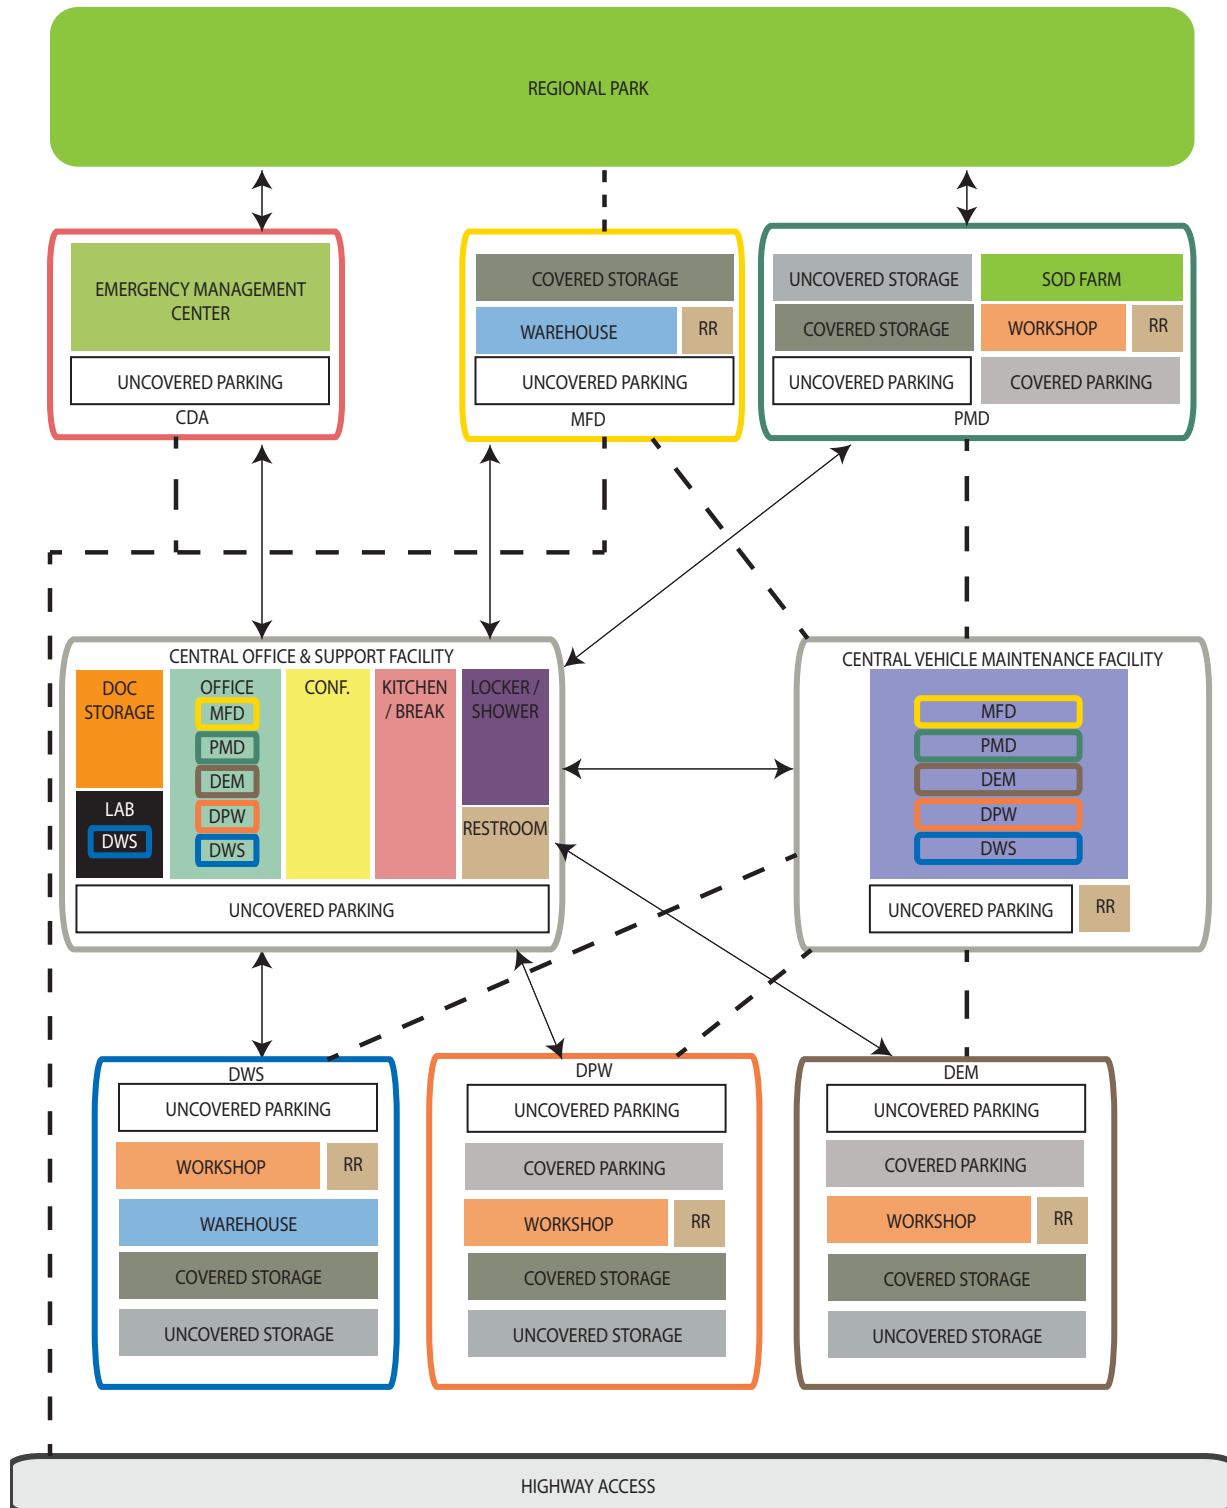 REGIONAL PARK
EMERGENCY MANAGEMENT
CENTER
UNCOVERED PARKING
CDA
COVERED STORAGE
WAREHOUSE
RR
UNCOVERED PARKING
MFD
UNCOVERED STORAGE
SOD FARM
COVERED STORAGE
WORKSHOP
RR
UNCOVERED PARKING
COVERED PARKING
PMD
CENTRAL OFFICE & SUPPORT FACILITY
DOC
STORAGE
LAB
DWS
OFFICE
MFD
PMD
DEM
DPW
DWS
CONF.
KITCHEN
/ BREAK
LOCKER /
SHOWER
RESTROOM
UNCOVERED PARKING
CENTRAL VEHICLE MAINTENANCE FACILITY
MFD
PMD
DEM
DPW
DWS
UNCOVERED PARKING
RR
DWS
UNCOVERED PARKING
WORKSHOP
RR
WAREHOUSE
COVERED STORAGE
UNCOVERED STORAGE
DPW
UNCOVERED PARKING
COVERED PARKING
WORKSHOP
RR
COVERED STORAGE
UNCOVERED STORAGE
DEM
UNCOVERED PARKING
COVERED PARKING
WORKSHOP
RR
COVERED STORAGE
UNCOVERED STORAGE
HIGHWAY ACCESS